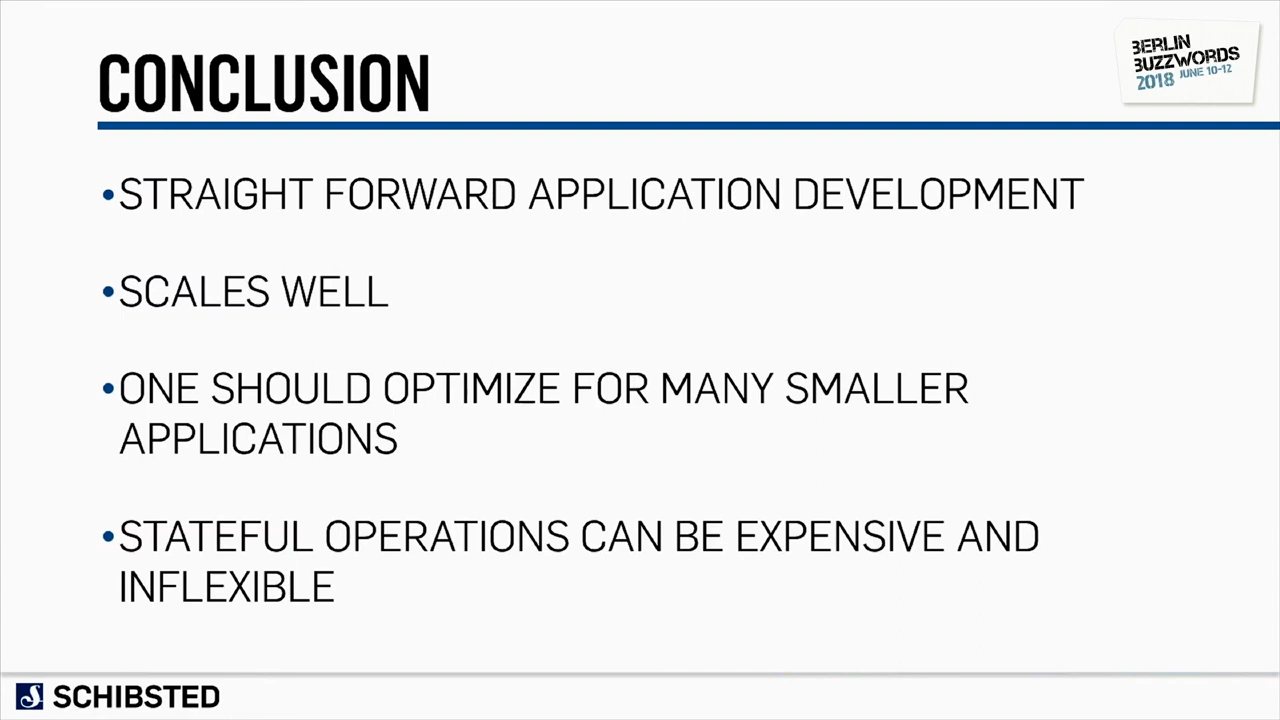 CONCLUSION
BERLIN
BUZZWORDS
2018 JUNE 10-12
•STRAIGHT FORWARD APPLICATION DEVELOPMENT
•SCALES WELL
•ONE SHOULD OPTIMIZE FOR MANY SMALLER
APPLICATIONS
•STATEFUL OPERATIONS CAN BE EXPENSIVE AND
INFLEXIBLE
SCHIBSTED